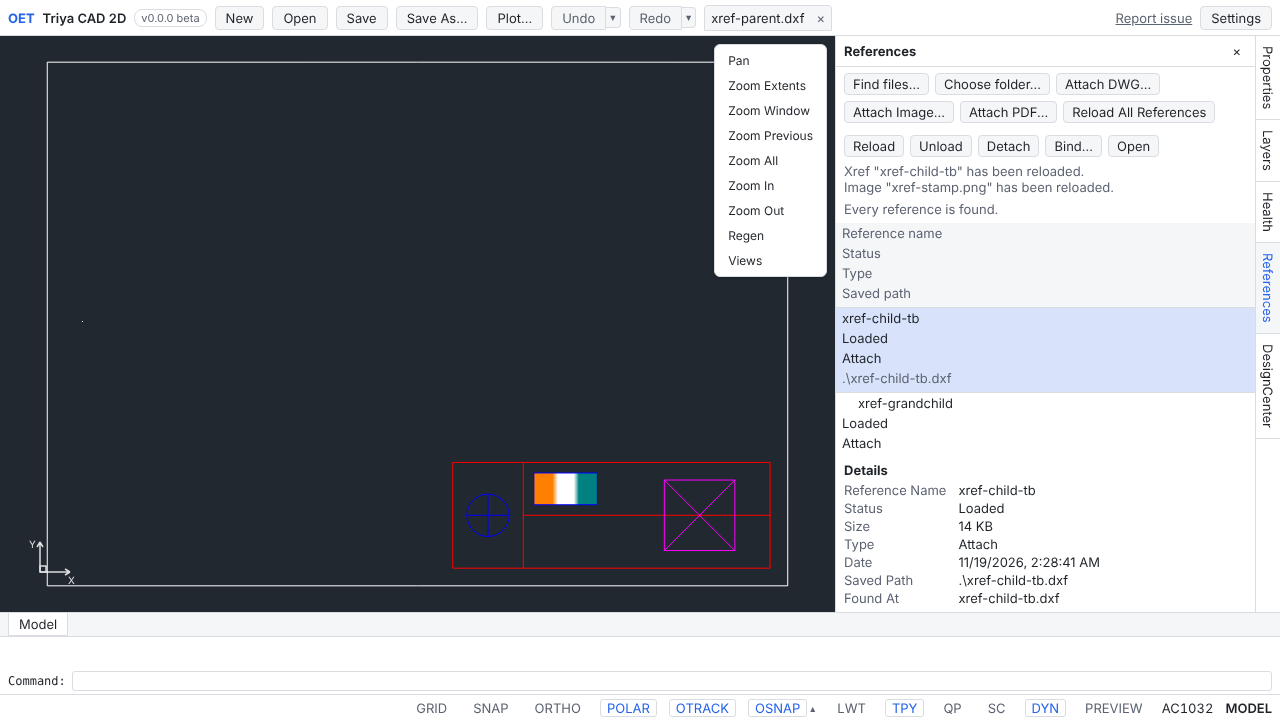 OET Triya CAD 2D v0.0.0 beta New Open Save Save As... Plot... Undo ▾ Redo ▾ xref-parent.dxf × Report issue Settings
Pan
Zoom Extents
Zoom Window
Zoom Previous
Zoom All
Zoom In
Zoom Out
Regen
Views
Y
X
References ×
Find files... Choose folder... Attach DWG...
Attach Image... Attach PDF... Reload All References
Reload Unload Detach Bind... Open
Xref "xref-child-tb" has been reloaded.
Image "xref-stamp.png" has been reloaded.
Every reference is found.
Reference name
Status
Type
Saved path
xref-child-tb
Loaded
Attach
.\xref-child-tb.dxf
xref-grandchild
Loaded
Attach
Details
Reference Name xref-child-tb
Status Loaded
Size 14 KB
Type Attach
Date 11/19/2026, 2:28:41 AM
Saved Path .\xref-child-tb.dxf
Found At xref-child-tb.dxf
Properties
Layers
Health
References
DesignCenter
Model
Command:
GRID SNAP ORTHO POLAR OTRACK OSNAP ▴ LWT TPY QP SC DYN PREVIEW AC1032 MODEL